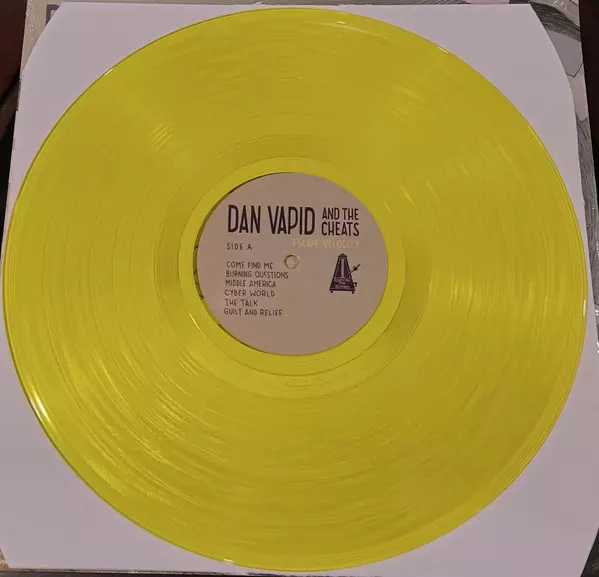 DAN VAPID AND THE
CHEATS
ESCAPE VELOCITY
SIDE A
COME FIND ME
BURNING QUESTIONS
MIDDLE AMERICA
CYBER WORLD
THE TALK
GUILT AND RELIEF